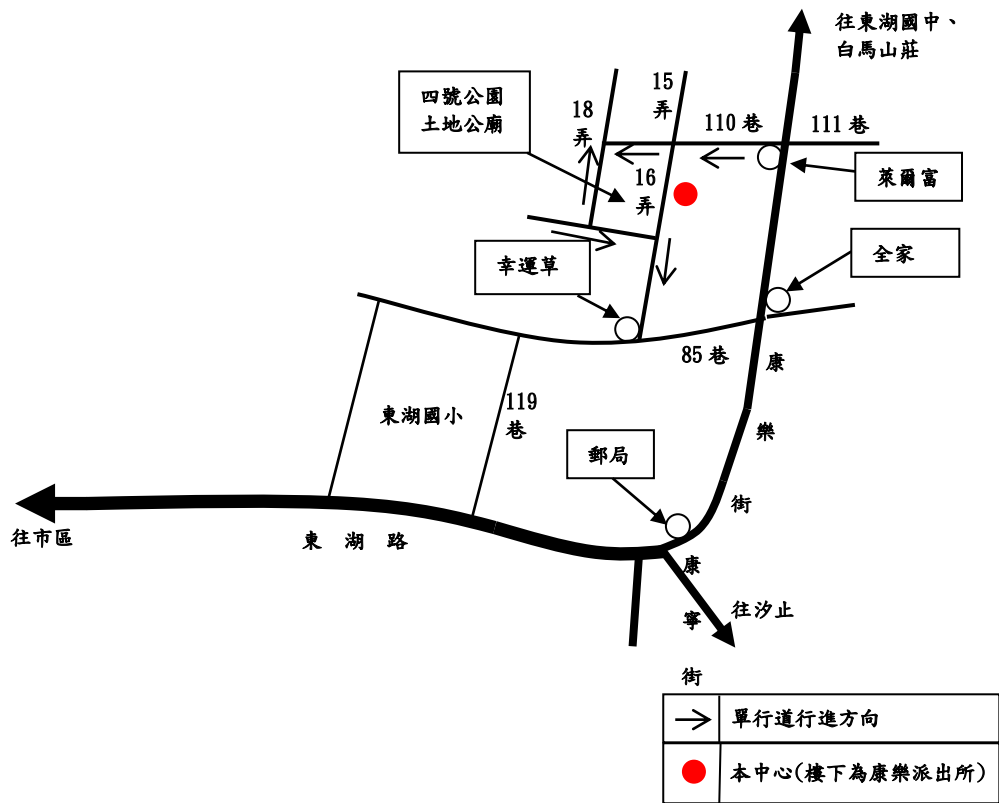 往東湖國中、
白馬山莊
四號公園
土地公廟
18
弄
15
弄
110 巷
111 巷
萊爾富
16
弄
幸運草
全家
85 巷
康
樂
街
東湖國小
119
巷
郵局
往市區
東 湖 路
康
寧
街
往汐止
單行道行進方向
本中心(樓下為康樂派出所)